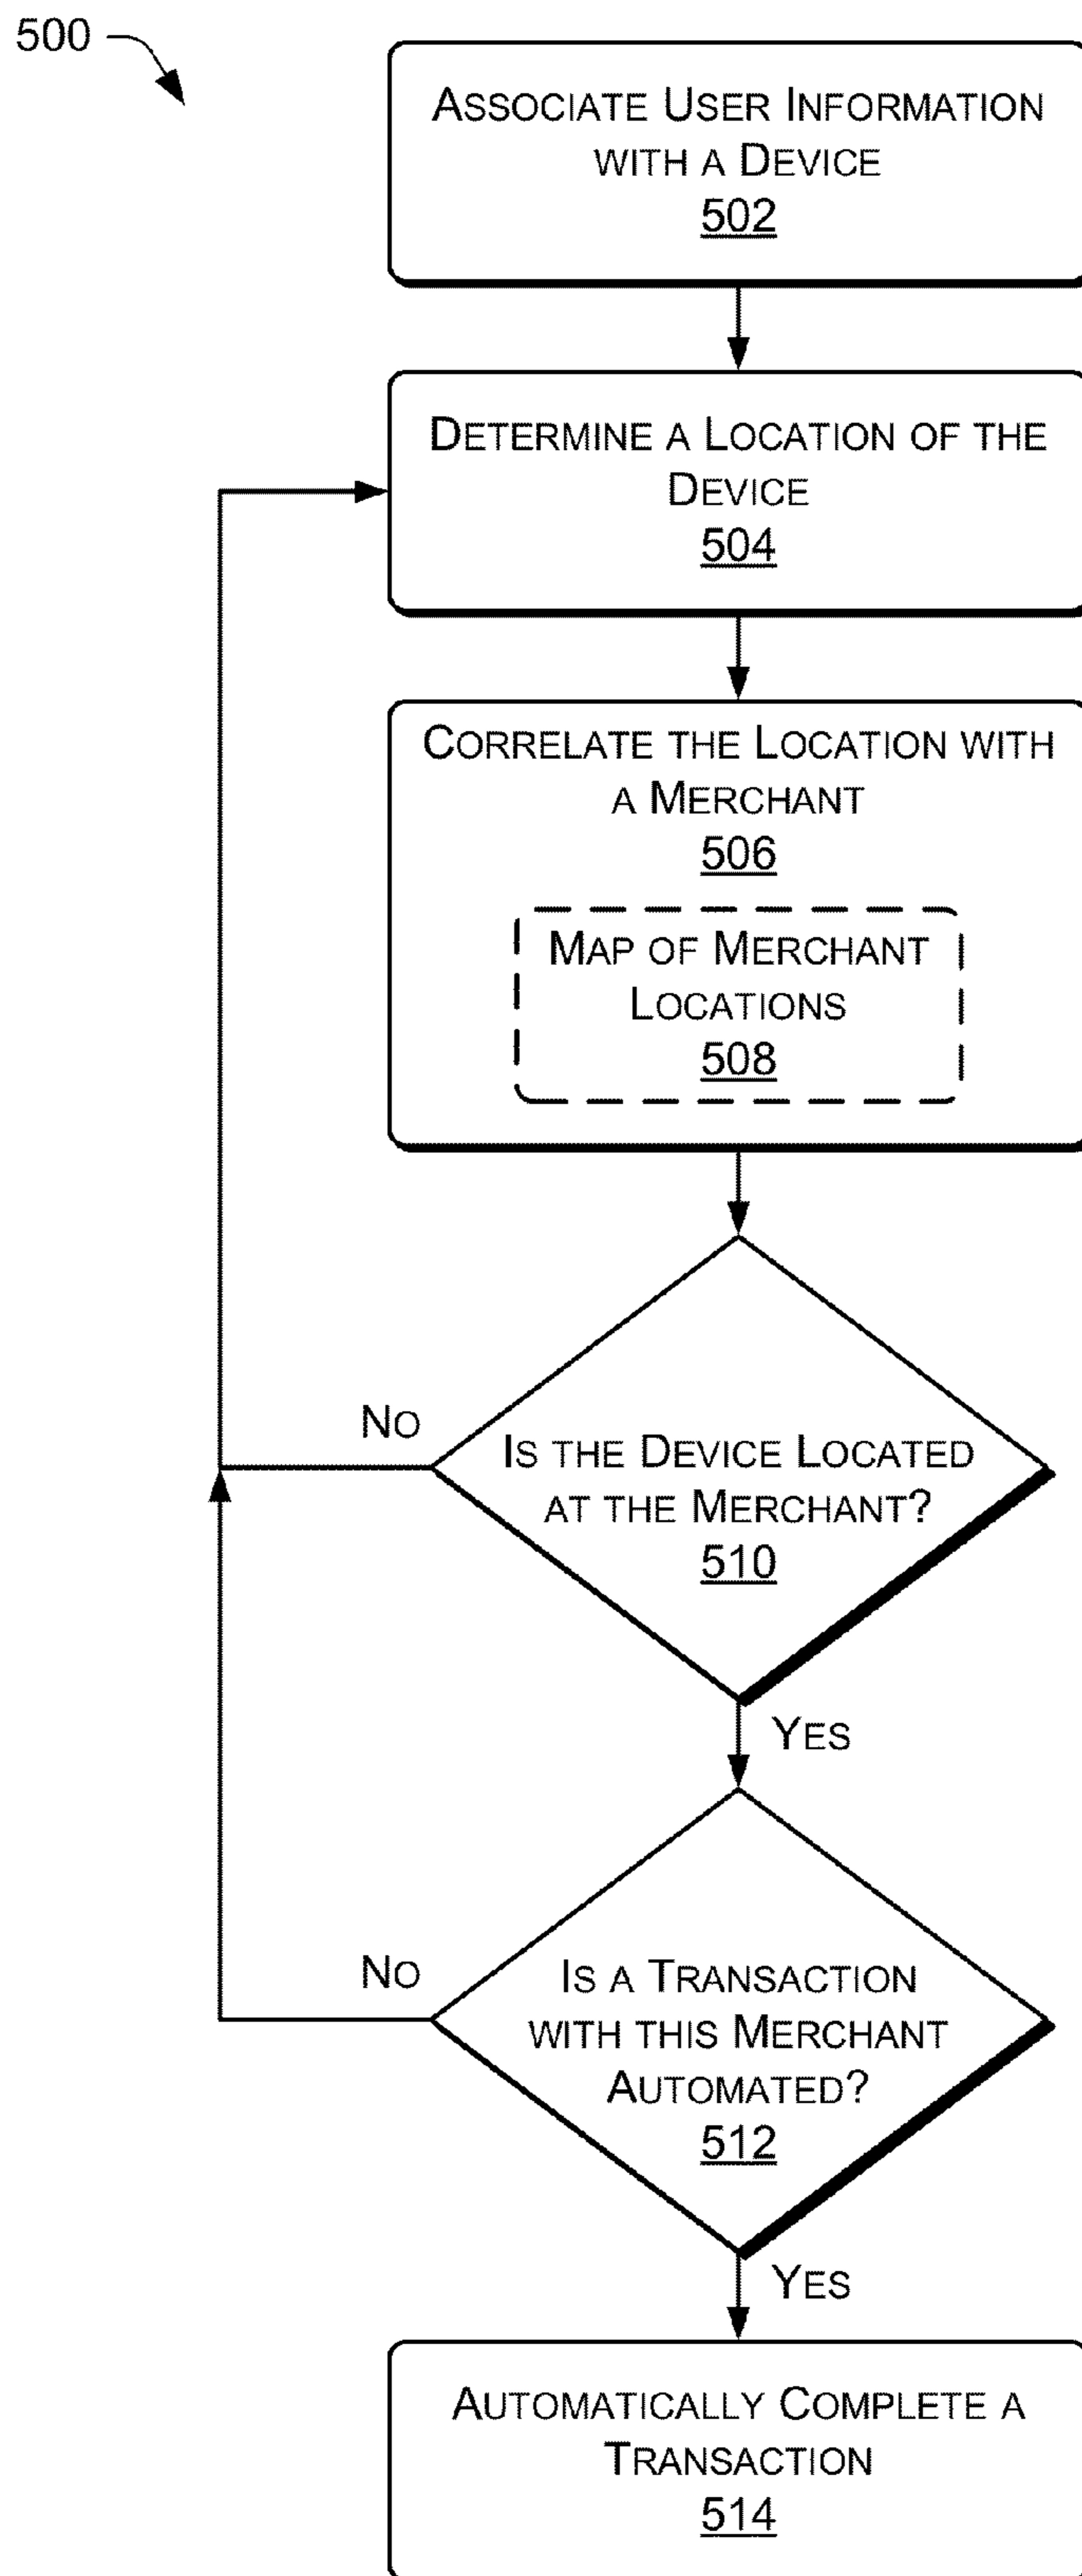 500
ASSOCIATE USER INFORMATION
WITH A DEVICE
502
DETERMINE A LOCATION OF THE
DEVICE
504
CORRELATE THE LOCATION WITH
A MERCHANT
506
MAP OF MERCHANT
LOCATIONS
508
NO
IS THE DEVICE LOCATED
AT THE MERCHANT?
510
YES
NO
IS A TRANSACTION
WITH THIS MERCHANT
AUTOMATED?
512
YES
AUTOMATICALLY COMPLETE A
TRANSACTION
514